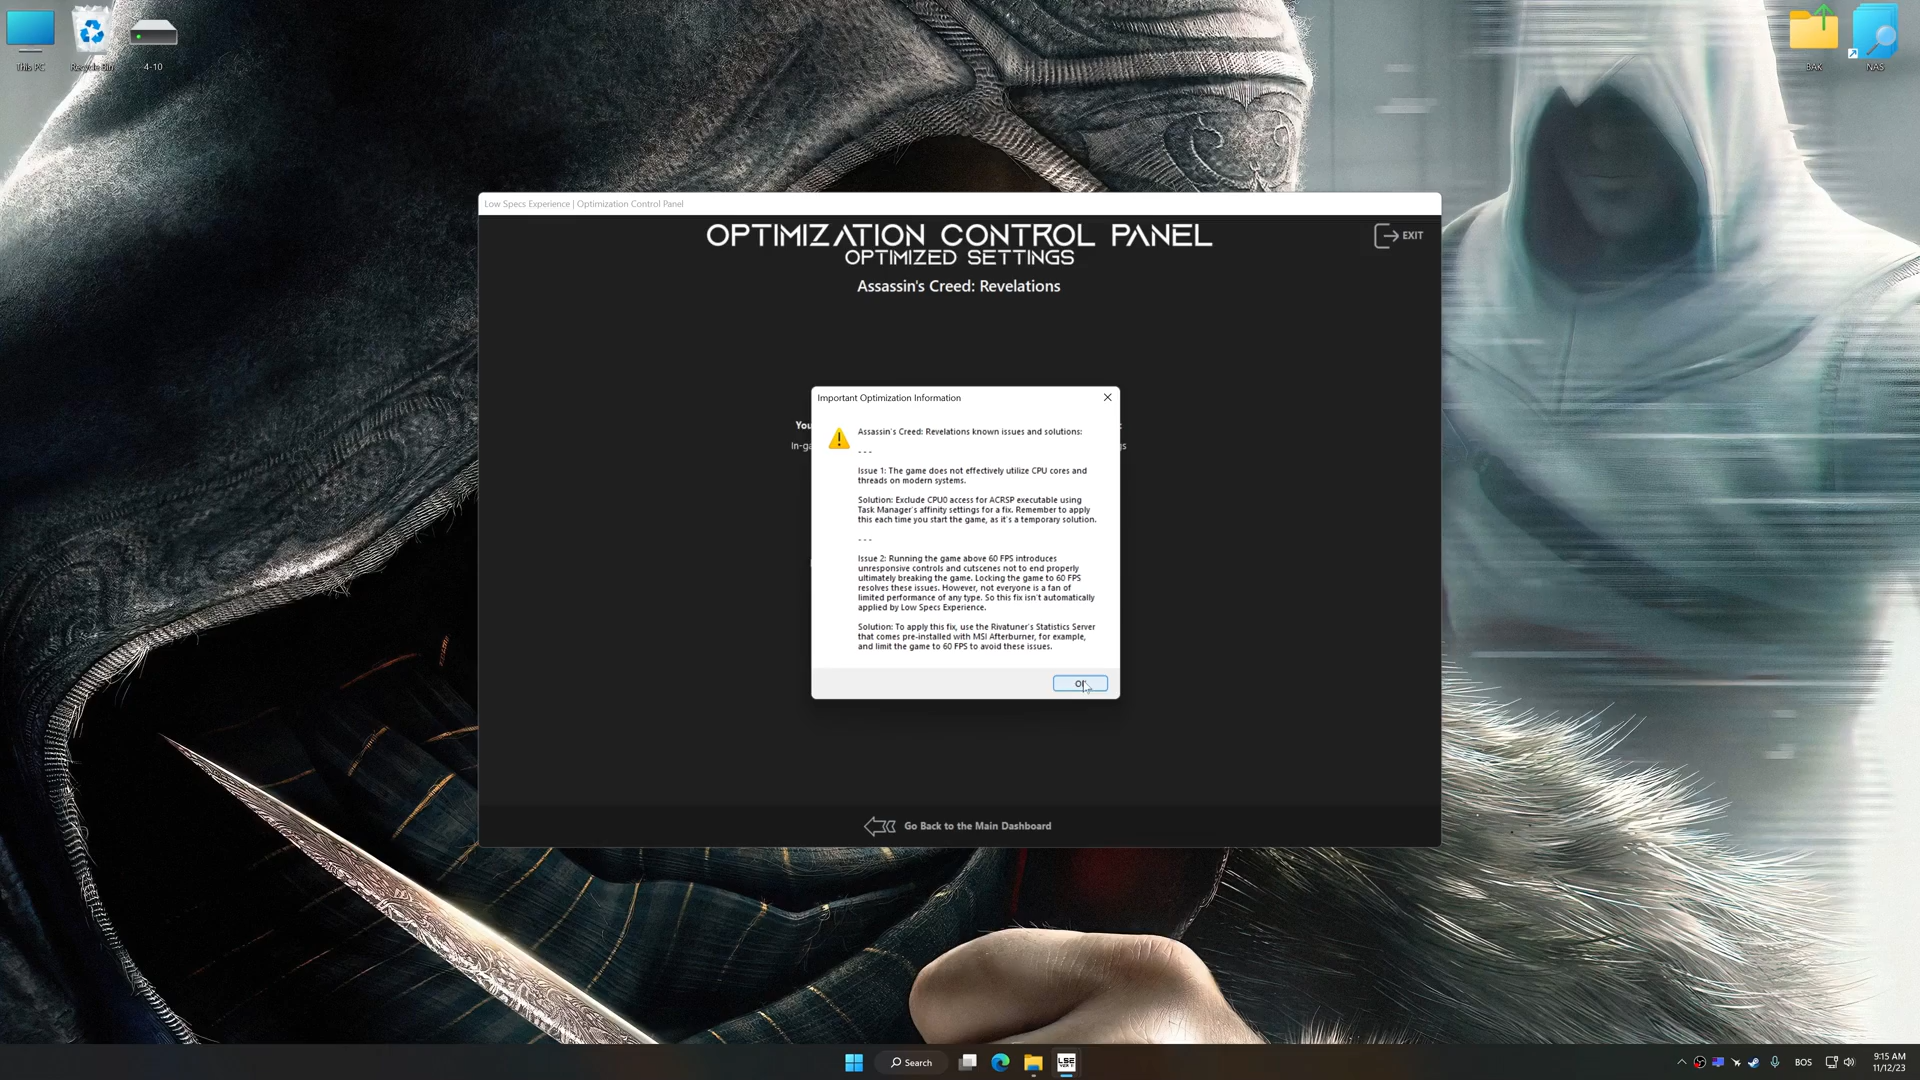 This PC
Recycle Bin
4-10
BAK
NAS
Low Specs Experience | Optimization Control Panel
OPTIMIZATION CONTROL PANEL
OPTIMIZED SETTINGS
EXIT
Assassin's Creed: Revelations
Important Optimization Information
Assassin's Creed: Revelations known issues and solutions:
- - -
Issue 1: The game does not effectively utilize CPU cores and
threads on modern systems.
Solution: Exclude CPU0 access for ACRSP executable using
Task Manager's affinity settings for a fix. Remember to apply
this each time you start the game, as it's a temporary solution.
- - -
Issue 2: Running the game above 60 FPS introduces
unresponsive controls and cutscenes not to end properly
ultimately breaking the game. Locking the game to 60 FPS
resolves these issues. However, not everyone is a fan of
limited performance of any type. So this fix isn't automatically
applied by Low Specs Experience.
Solution: To apply this fix, use the Rivatuner's Statistics Server
that comes pre-installed with MSI Afterburner, for example,
and limit the game to 60 FPS to avoid these issues.
Go Back to the Main Dashboard
Search
LSE
BOS
9:15 AM
11/12/23